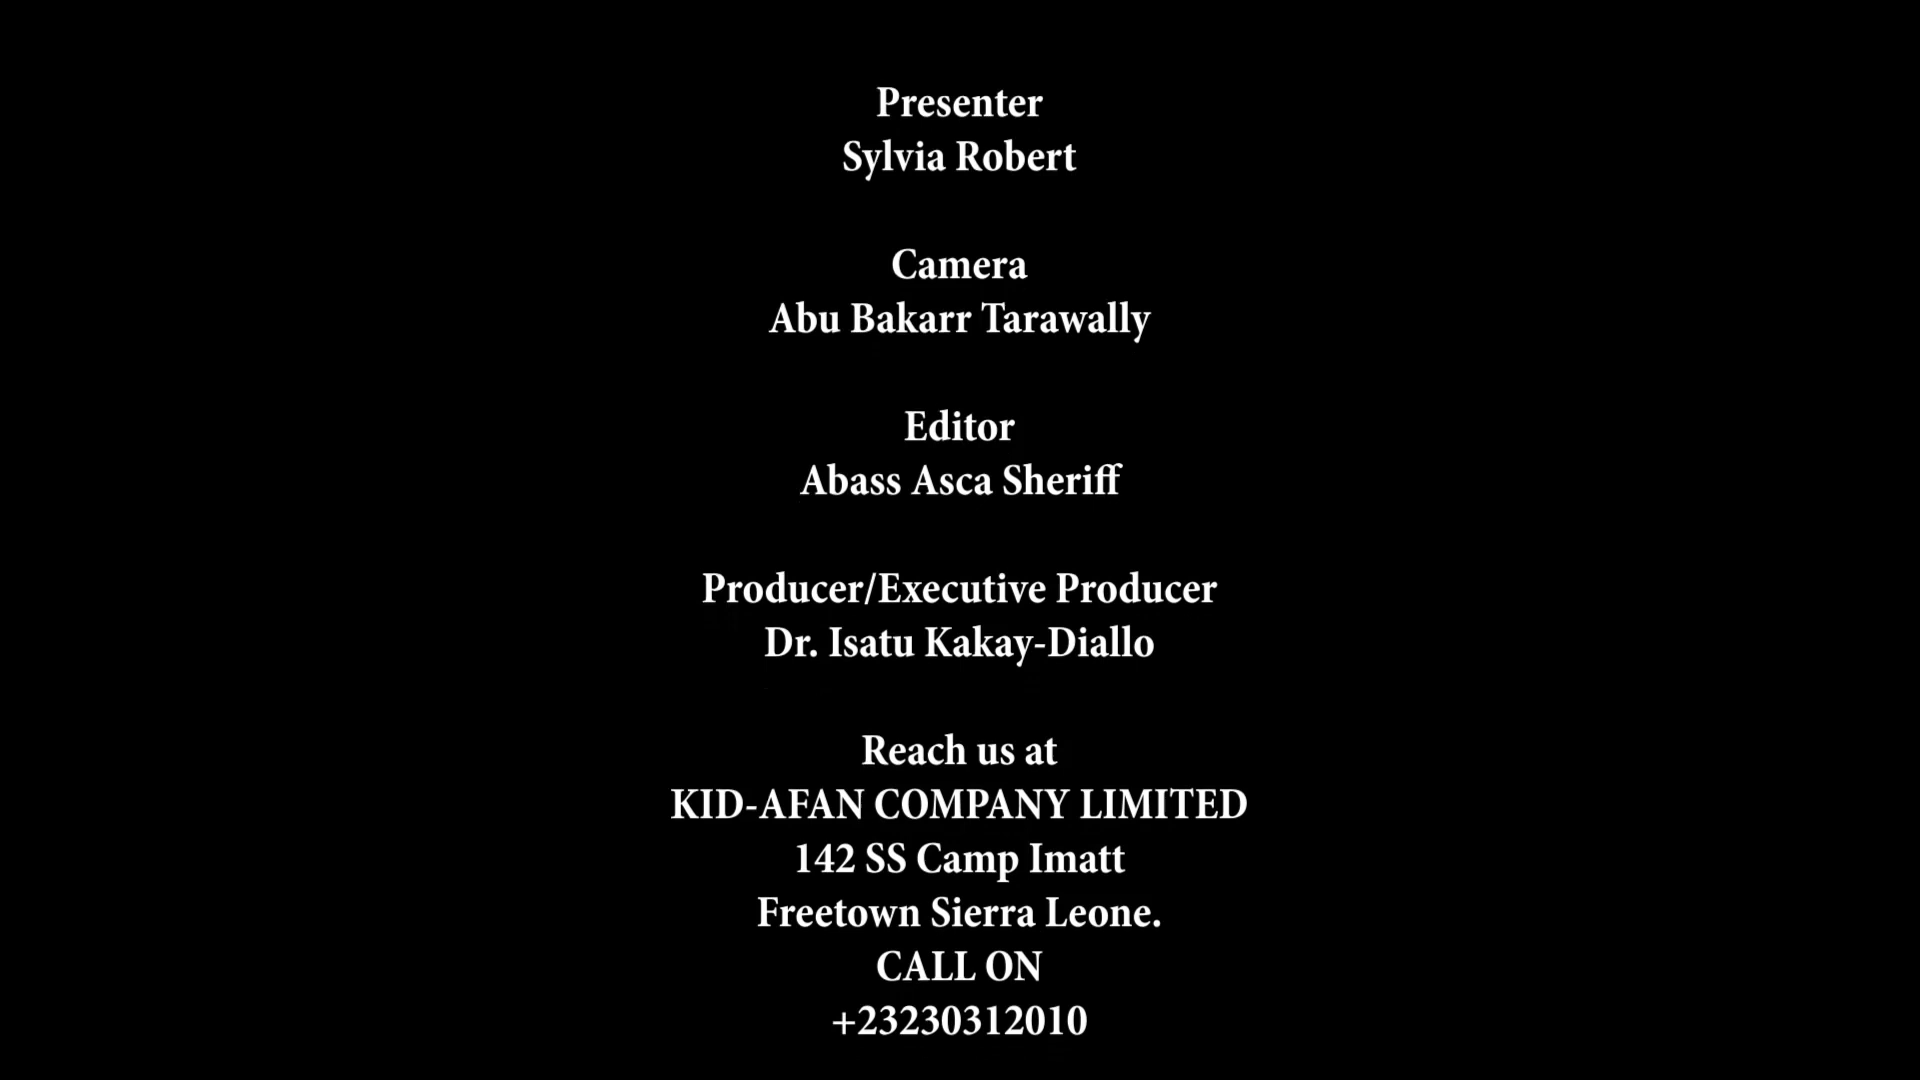 Presenter
Sylvia Robert
Camera
Abu Bakarr Tarawally
Editor
Abass Asca Sheriff
Producer/Executive Producer
Dr. Isatu Kakay-Diallo
Reach us at
KID-AFAN COMPANY LIMITED
142 SS Camp Imatt
Freetown Sierra Leone.
CALL ON
+23230312010